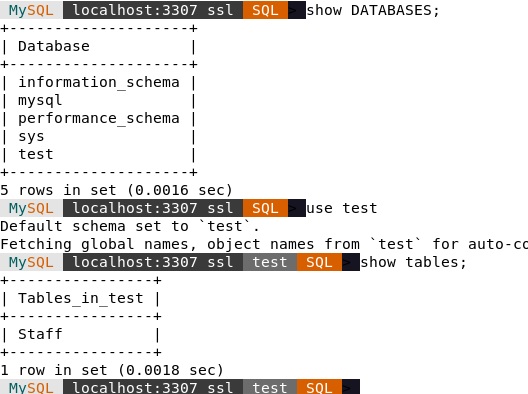 MySQL localhost:3307 ssl SQL > show DATABASES;
+--------------------+
| Database           |
+--------------------+
| information_schema |
| mysql              |
| performance_schema |
| sys                |
| test               |
+--------------------+
5 rows in set (0.0016 sec)
MySQL localhost:3307 ssl SQL > use test
Default schema set to `test`.
Fetching global names, object names from `test` for auto-co
MySQL localhost:3307 ssl test SQL > show tables;
+----------------+
| Tables_in_test |
+----------------+
| Staff          |
+----------------+
1 row in set (0.0018 sec)
MySQL localhost:3307 ssl test SQL >